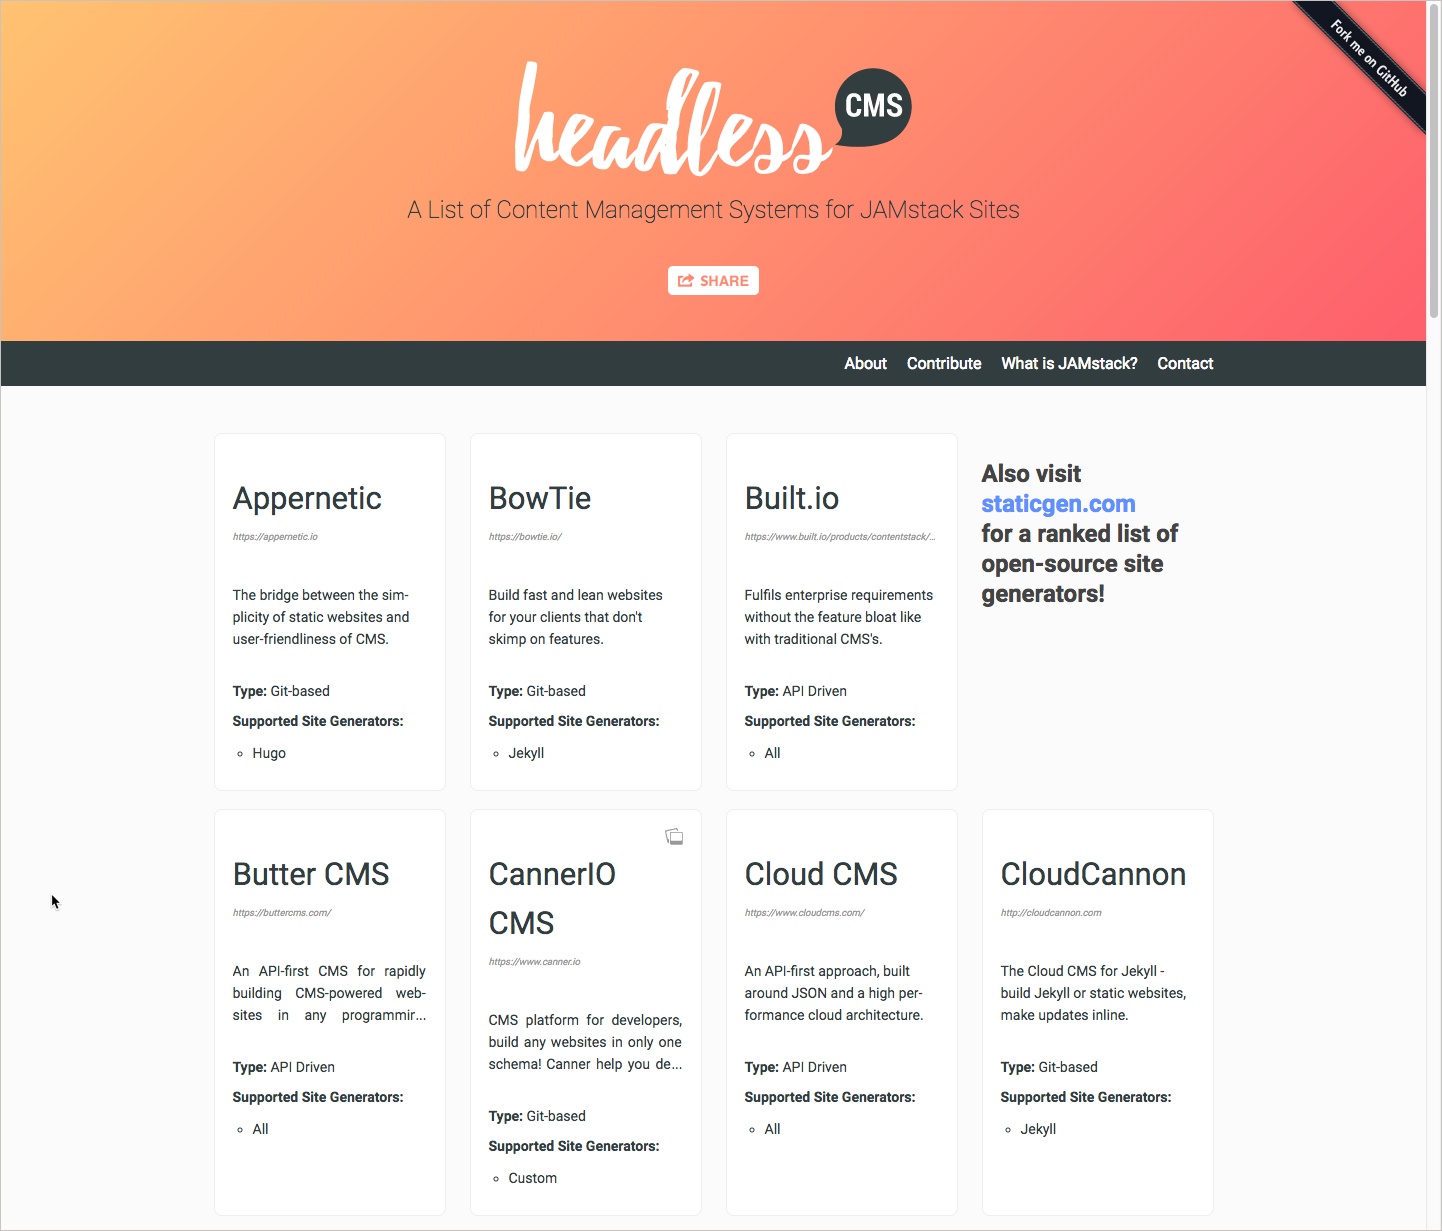 Fork me on GitHub
headless CMS
A List of Content Management Systems for JAMstack Sites
SHARE
About Contribute What is JAMstack? Contact
Appernetic
https://appernetic.io
The bridge between the sim-
plicity of static websites and
user-friendliness of CMS.
Type: Git-based
Supported Site Generators:
Hugo
BowTie
https://bowtie.io/
Build fast and lean websites
for your clients that don't
skimp on features.
Type: Git-based
Supported Site Generators:
Jekyll
Built.io
https://www.built.io/products/contentstack/...
Fulfils enterprise requirements
without the feature bloat like
with traditional CMS's.
Type: API Driven
Supported Site Generators:
All
Also visit
staticgen.com
for a ranked list of
open-source site
generators!
Butter CMS
https://buttercms.com/
An API-first CMS for rapidly
building CMS-powered web-
sites in any programmir...
Type: API Driven
Supported Site Generators:
All
CannerIO
CMS
https://www.canner.io
CMS platform for developers,
build any websites in only one
schema! Canner help you de...
Type: Git-based
Supported Site Generators:
Custom
Cloud CMS
https://www.cloudcms.com/
An API-first approach, built
around JSON and a high per-
formance cloud architecture.
Type: API Driven
Supported Site Generators:
All
CloudCannon
http://cloudcannon.com
The Cloud CMS for Jekyll -
build Jekyll or static websites,
make updates inline.
Type: Git-based
Supported Site Generators:
Jekyll